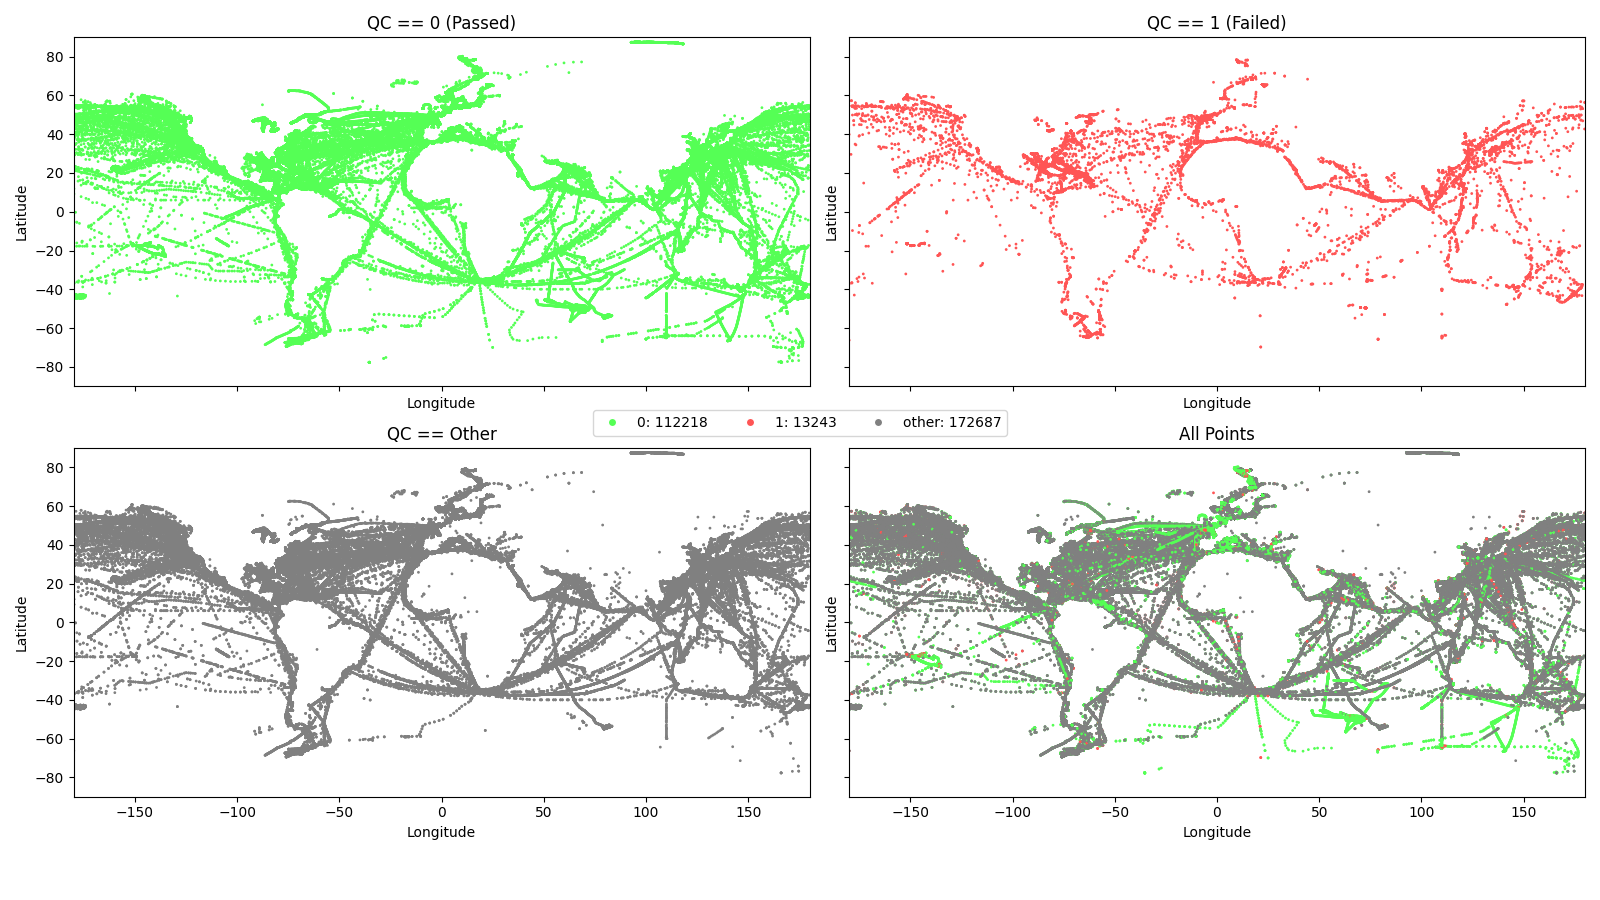 QC == 0 (Passed)
QC == 1 (Failed)
80
60
40
20
0
−20
−40
−60
−80
Latitude
Latitude
Longitude
Longitude
0: 112218 1: 13243 other: 172687
QC == Other
All Points
80
60
40
20
0
−20
−40
−60
−80
Latitude
Latitude
−150 −100 −50 0 50 100 150
−150 −100 −50 0 50 100 150
Longitude
Longitude